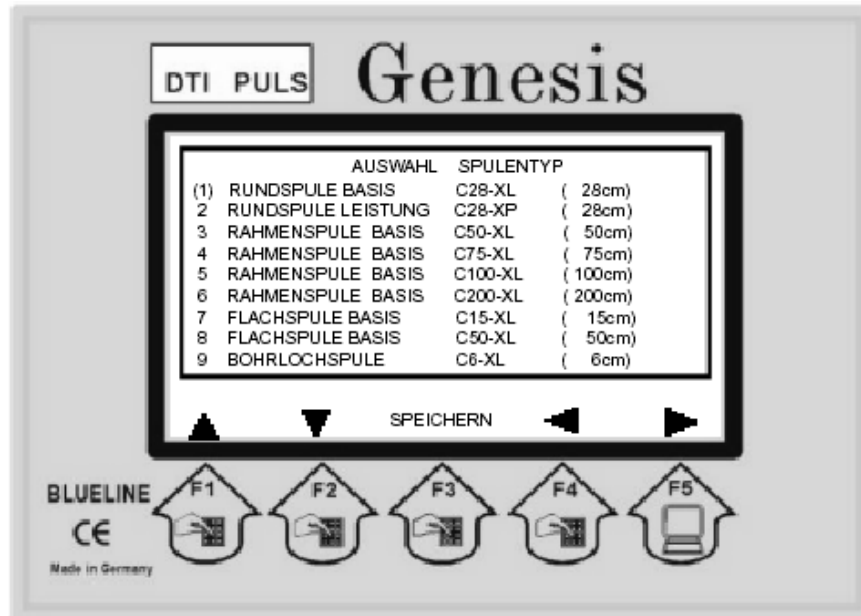 DTI PULS Genesis
AUSWAHL SPULENTYP
(1) RUNDSPULE BASIS C28-XL ( 28cm)
2 RUNDSPULE LEISTUNG C28-XP ( 28cm)
3 RAHMENSPULE BASIS C50-XL ( 50cm)
4 RAHMENSPULE BASIS C75-XL ( 75cm)
5 RAHMENSPULE BASIS C100-XL ( 100cm)
6 RAHMENSPULE BASIS C200-XL ( 200cm)
7 FLACHSPULE BASIS C15-XL ( 15cm)
8 FLACHSPULE BASIS C50-XL ( 50cm)
9 BOHRLOCHSPULE C6-XL ( 6cm)
SPEICHERN
F1 F2 F3 F4 F5
BLUELINE
CE
Made in Germany